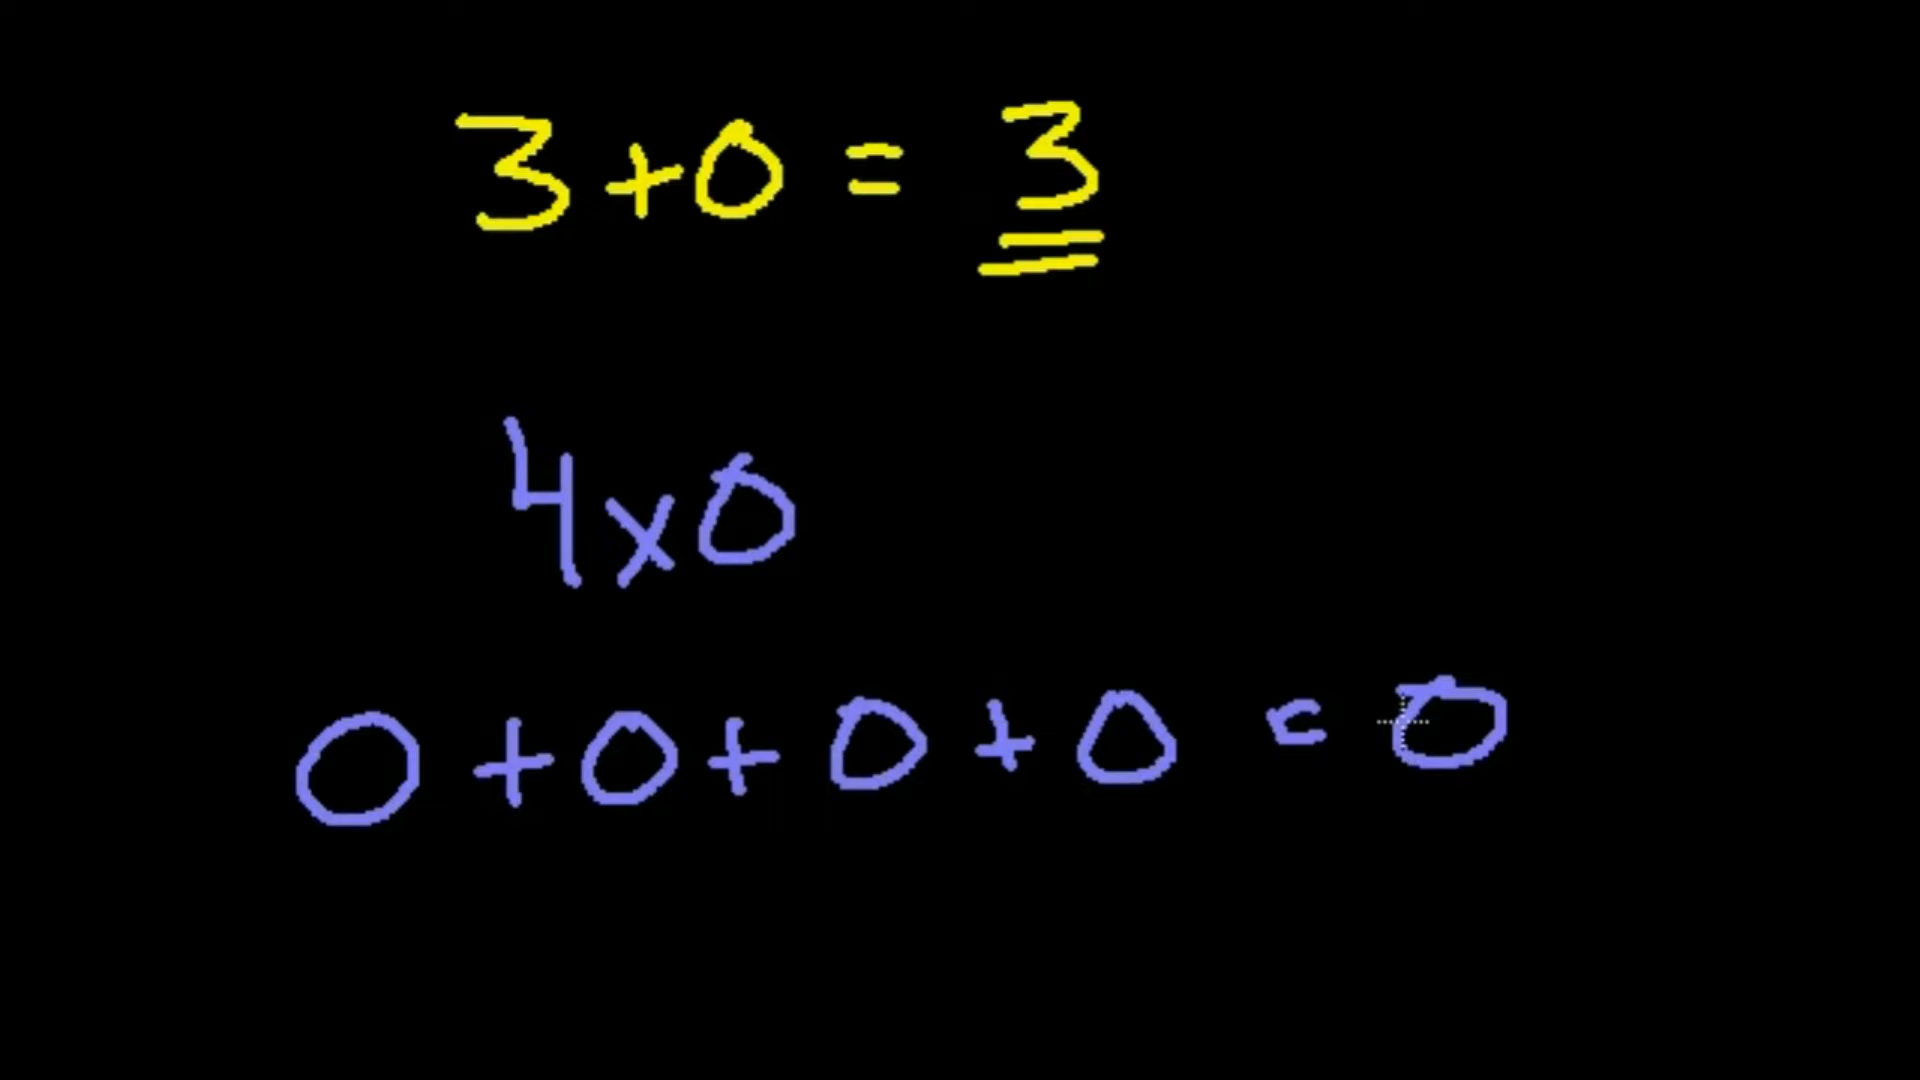 3+0 = 3
4x0
0 + 0 + 0 + 0 = 0